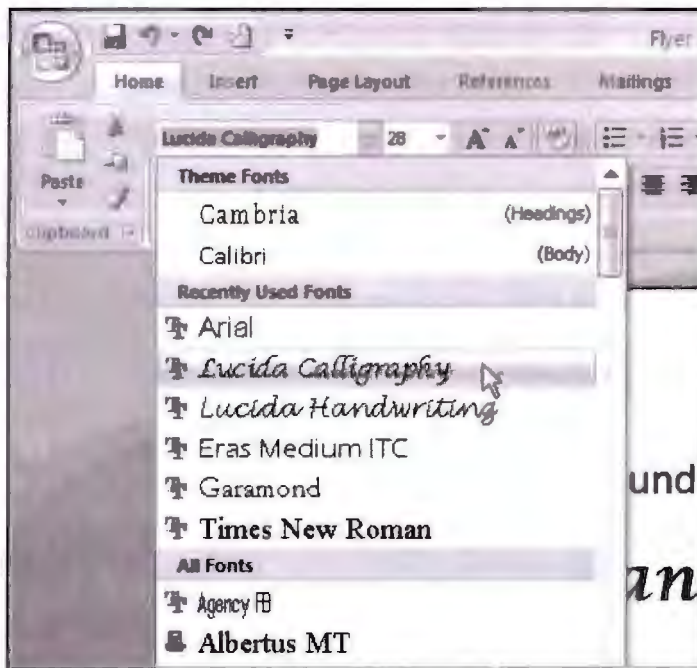 Flyer
Home Insert Page Layout References Mailings
Lucida Calligraphy 28 A A
Paste
Clipboard
Theme Fonts
Cambria (Headings)
Calibri (Body)
Recently Used Fonts
Arial
Lucida Calligraphy
Lucida Handwriting
Eras Medium ITC
Garamond
Times New Roman
All Fonts
Agency FB
Albertus MT
und
an